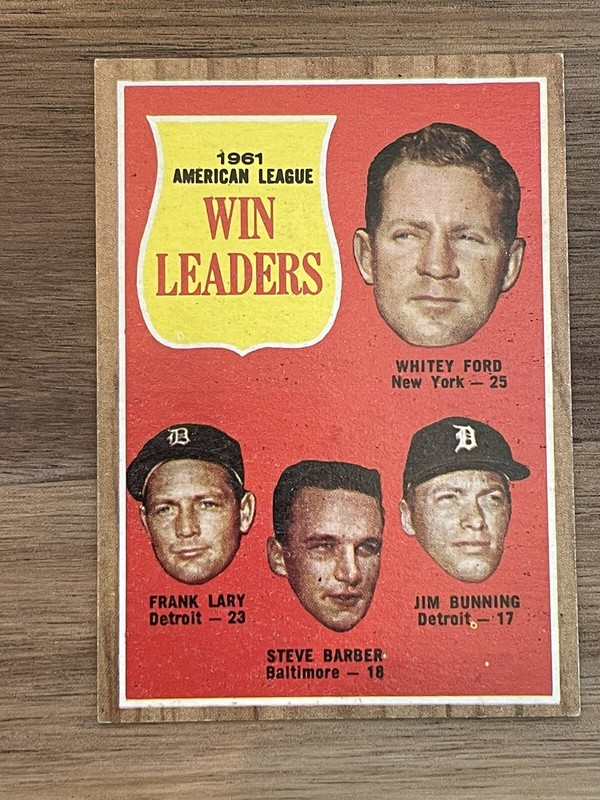 1961
AMERICAN LEAGUE
WIN
LEADERS
WHITEY FORD
New York — 25
D
D
FRANK LARY
Detroit — 23
JIM BUNNING
Detroit — 17
STEVE BARBER
Baltimore — 18